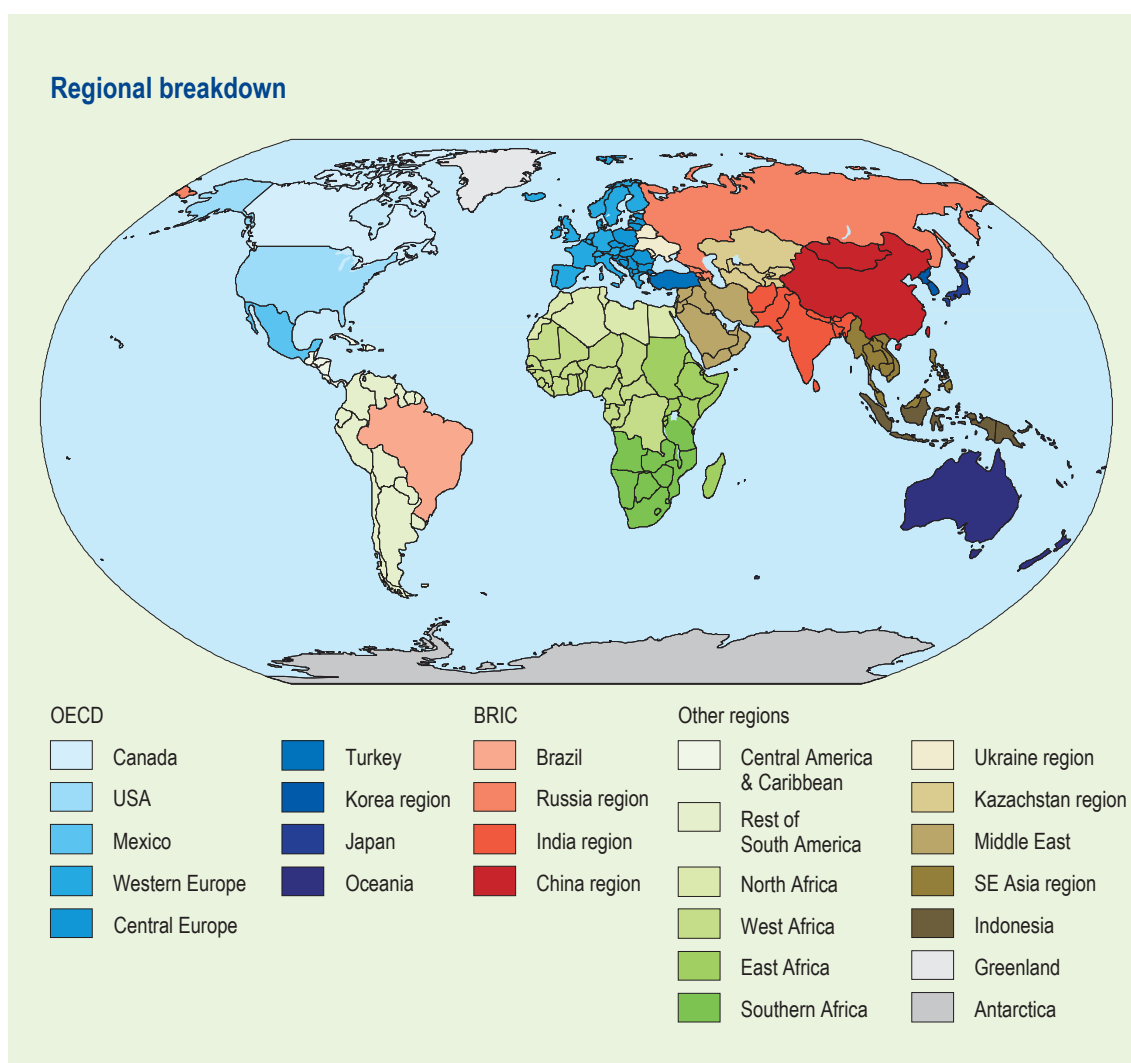 Regional breakdown
OECD
Canada
USA
Mexico
Western Europe
Central Europe
Turkey
Korea region
Japan
Oceania
BRIC
Brazil
Russia region
India region
China region
Other regions
Central America
& Caribbean
Rest of
South America
North Africa
West Africa
East Africa
Southern Africa
Ukraine region
Kazachstan region
Middle East
SE Asia region
Indonesia
Greenland
Antarctica